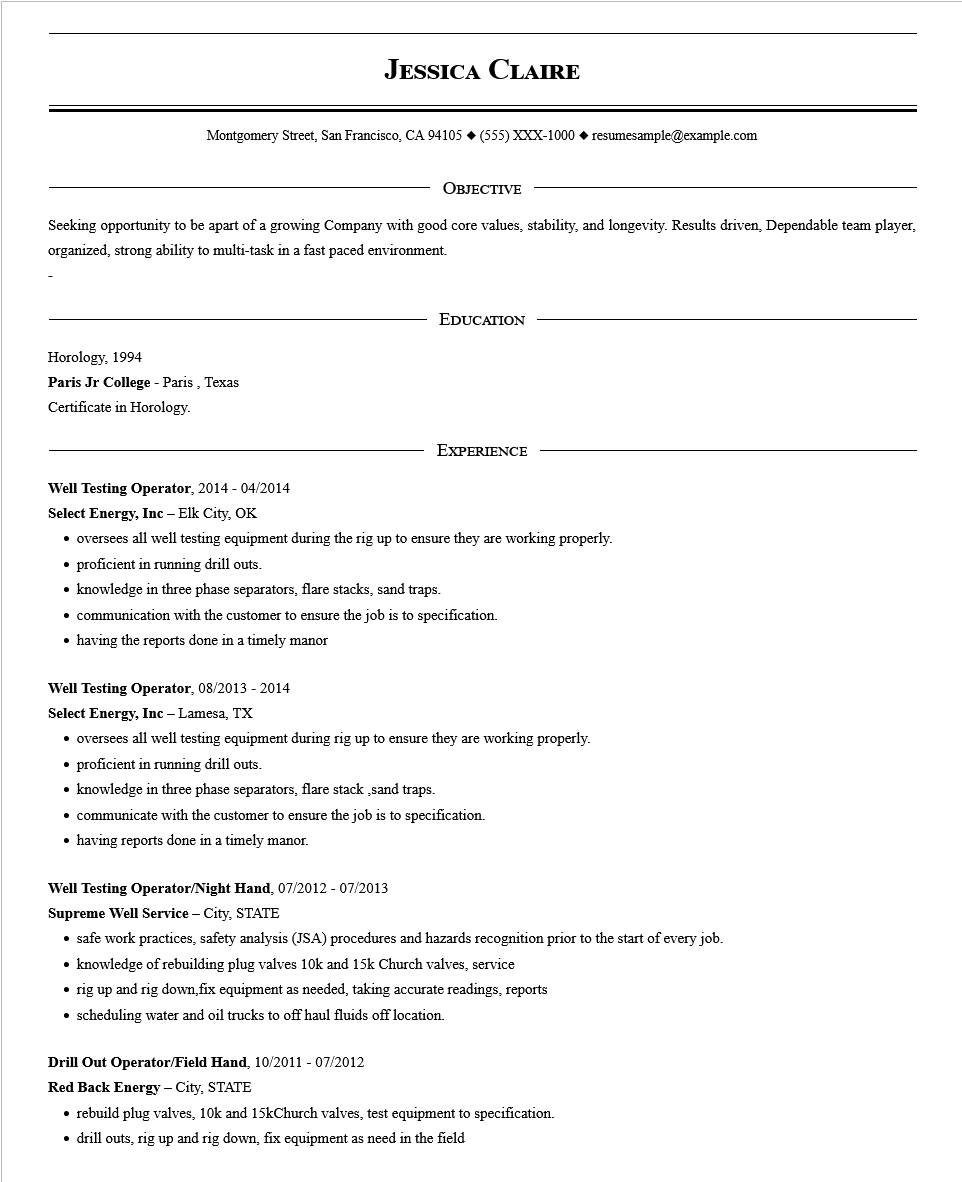 Jessica Claire
Montgomery Street, San Francisco, CA 94105 ◆ (555) XXX-1000 ◆ resumesample@example.com
Objective
Seeking opportunity to be apart of a growing Company with good core values, stability, and longevity. Results driven, Dependable team player,
organized, strong ability to multi-task in a fast paced environment.
-
Education
Horology, 1994
Paris Jr College - Paris , Texas
Certificate in Horology.
Experience
Well Testing Operator, 2014 - 04/2014
Select Energy, Inc – Elk City, OK
• oversees all well testing equipment during the rig up to ensure they are working properly.
• proficient in running drill outs.
• knowledge in three phase separators, flare stacks, sand traps.
• communication with the customer to ensure the job is to specification.
• having the reports done in a timely manor
Well Testing Operator, 08/2013 - 2014
Select Energy, Inc – Lamesa, TX
• oversees all well testing equipment during rig up to ensure they are working properly.
• proficient in running drill outs.
• knowledge in three phase separators, flare stack ,sand traps.
• communicate with the customer to ensure the job is to specification.
• having reports done in a timely manor.
Well Testing Operator/Night Hand, 07/2012 - 07/2013
Supreme Well Service – City, STATE
• safe work practices, safety analysis (JSA) procedures and hazards recognition prior to the start of every job.
• knowledge of rebuilding plug valves 10k and 15k Church valves, service
• rig up and rig down,fix equipment as needed, taking accurate readings, reports
• scheduling water and oil trucks to off haul fluids off location.
Drill Out Operator/Field Hand, 10/2011 - 07/2012
Red Back Energy – City, STATE
• rebuild plug valves, 10k and 15kChurch valves, test equipment to specification.
• drill outs, rig up and rig down, fix equipment as need in the field